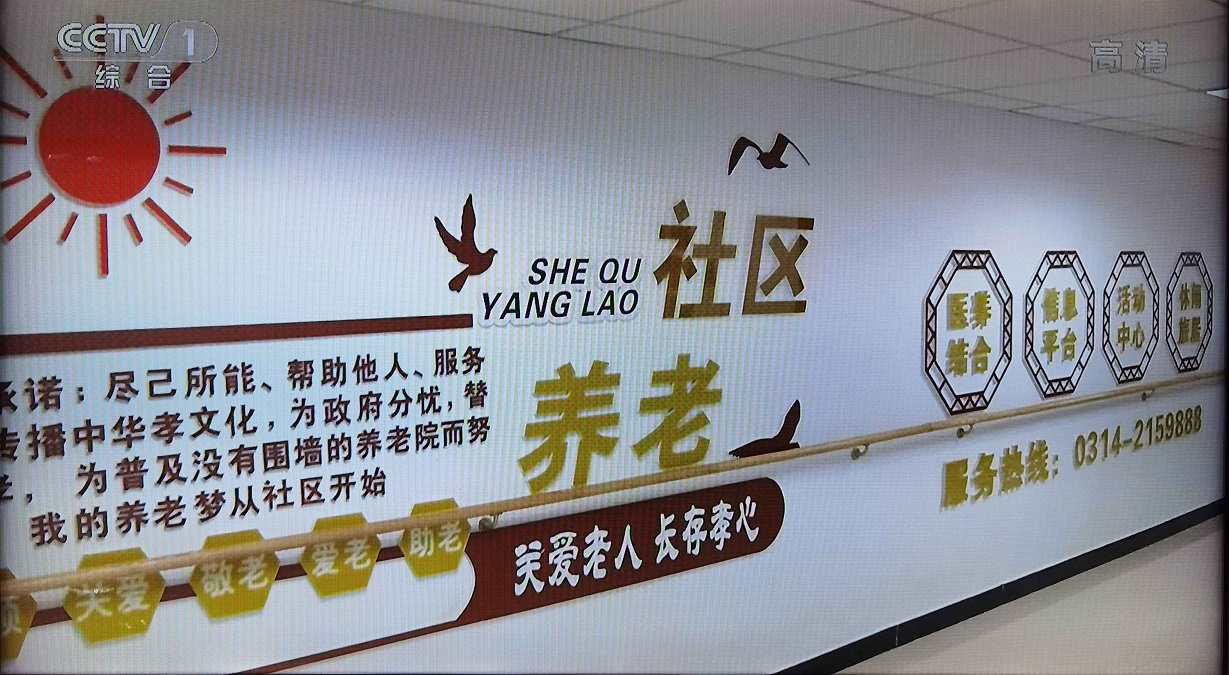 CCTV 1
综合
高清
SHE QU
YANG LAO
社区
养老
承诺：尽己所能、帮助他人、服务
传播中华孝文化，为政府分忧，替
，为普及没有围墙的养老院而努
我的养老梦从社区开始
关爱
敬老
爱老
助老
关爱老人 长存孝心
医养
结合
信息
平台
活动
中心
休闲
旅居
服务热线：0314-2159888